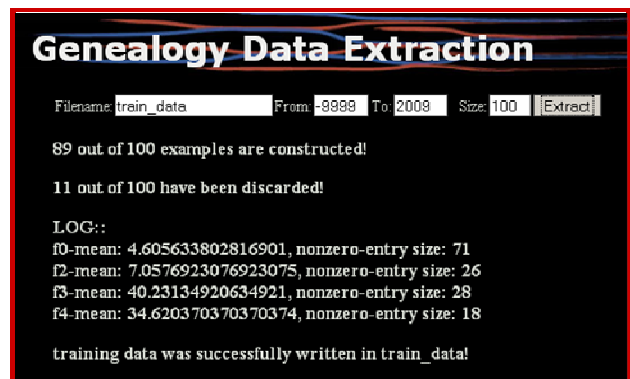 Genealogy Data Extraction
Filename: train_data From: -9999 To: 2009 Size: 100 Extract
89 out of 100 examples are constructed!
11 out of 100 have been discarded!
LOG::
f0-mean: 4.605633802816901, nonzero-entry size: 71
f2-mean: 7.0576923076923075, nonzero-entry size: 26
f3-mean: 40.23134920634921, nonzero-entry size: 28
f4-mean: 34.620370370370374, nonzero-entry size: 18
training data was successfully written in train_data!